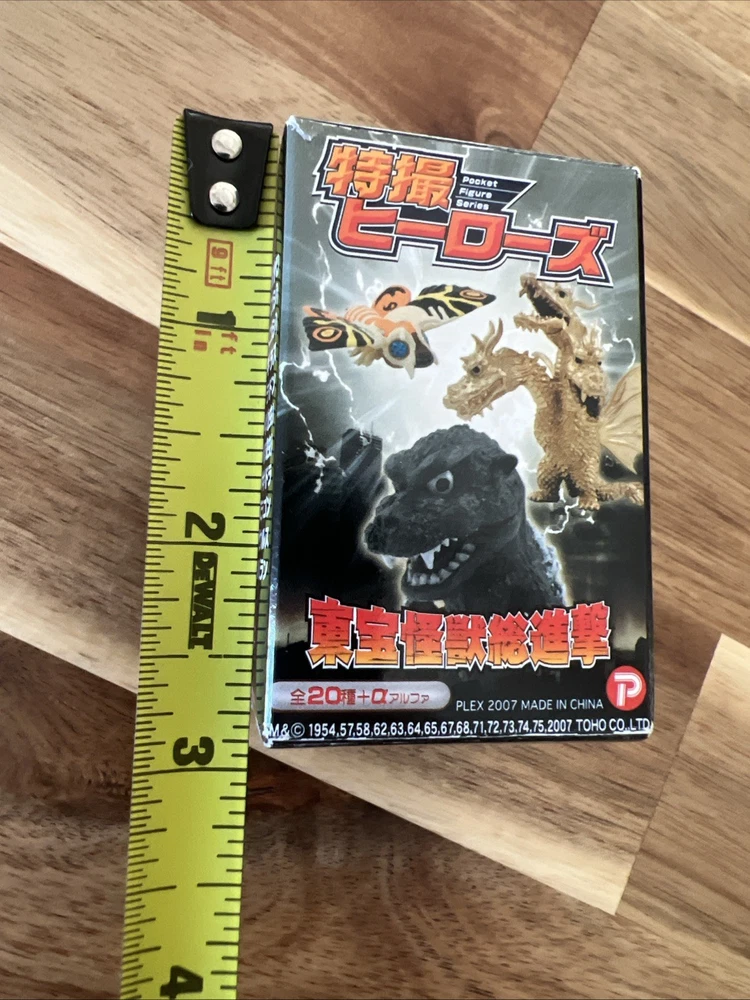 特撮
Pocket
Figure
Series
ヒーローズ
東宝怪獣総進撃
全20種+αアルファ
PLEX 2007 MADE IN CHINA
P
M&© 1954,57,58,62,63,64,65,67,68,71,72,73,74,75,2007 TOHO CO.,LTD
9 ft
1 ft
in
2
DEWALT
3
4